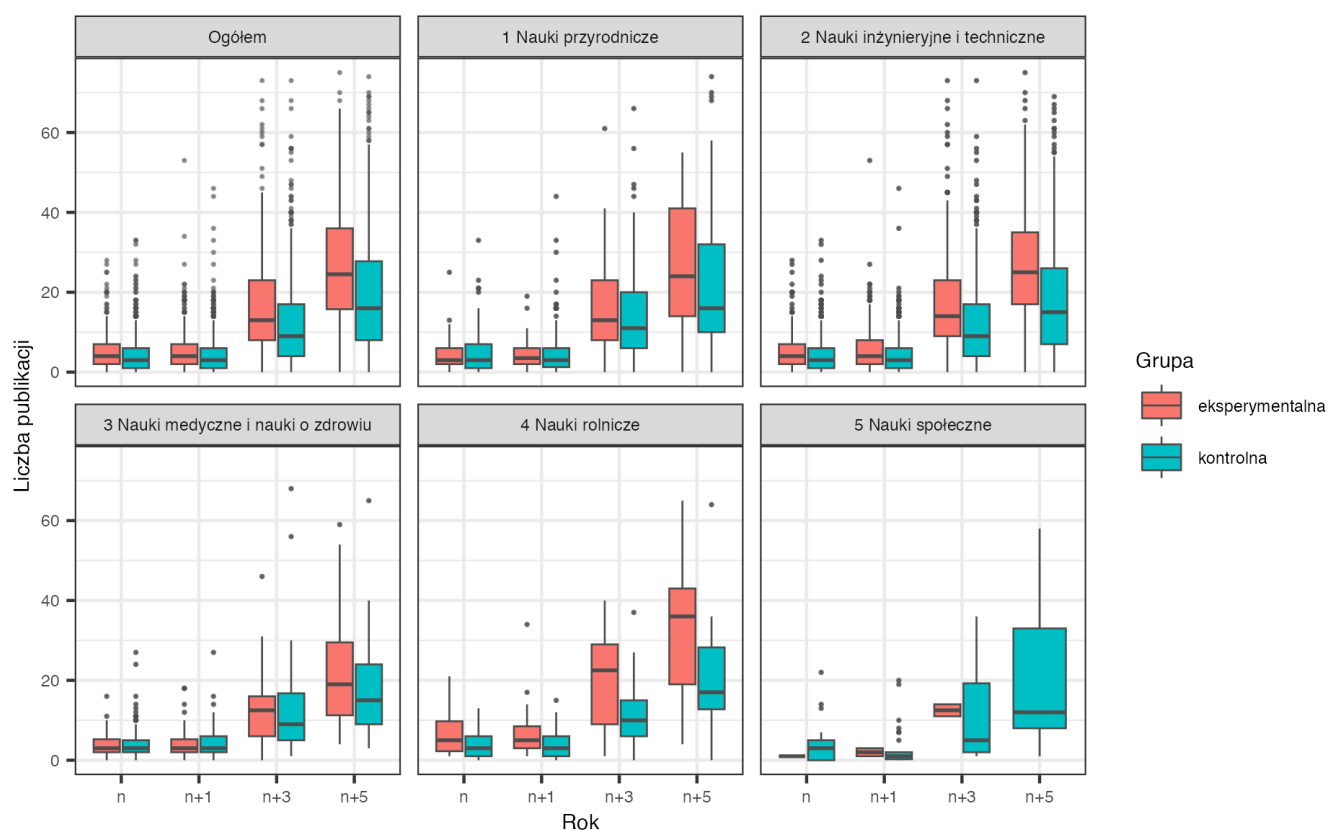 Ogółem
1 Nauki przyrodnicze
2 Nauki inżynieryjne i techniczne
60
40
20
0
3 Nauki medyczne i nauki o zdrowiu
4 Nauki rolnicze
5 Nauki społeczne
60
40
20
0
n n+1 n+3 n+5
n n+1 n+3 n+5
n n+1 n+3 n+5
Liczba publikacji
Rok
Grupa
eksperymentalna
kontrolna